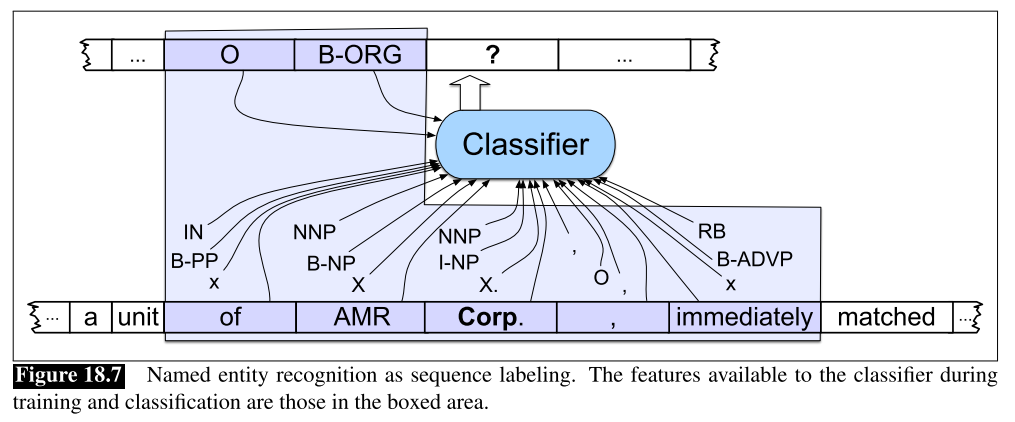 ... O B-ORG ? ...
Classifier
IN NNP NNP , RB
B-PP B-NP I-NP O B-ADVP
x X X. , x
... a unit of AMR Corp. , immediately matched ...
Figure 18.7 Named entity recognition as sequence labeling. The features available to the classifier during
training and classification are those in the boxed area.